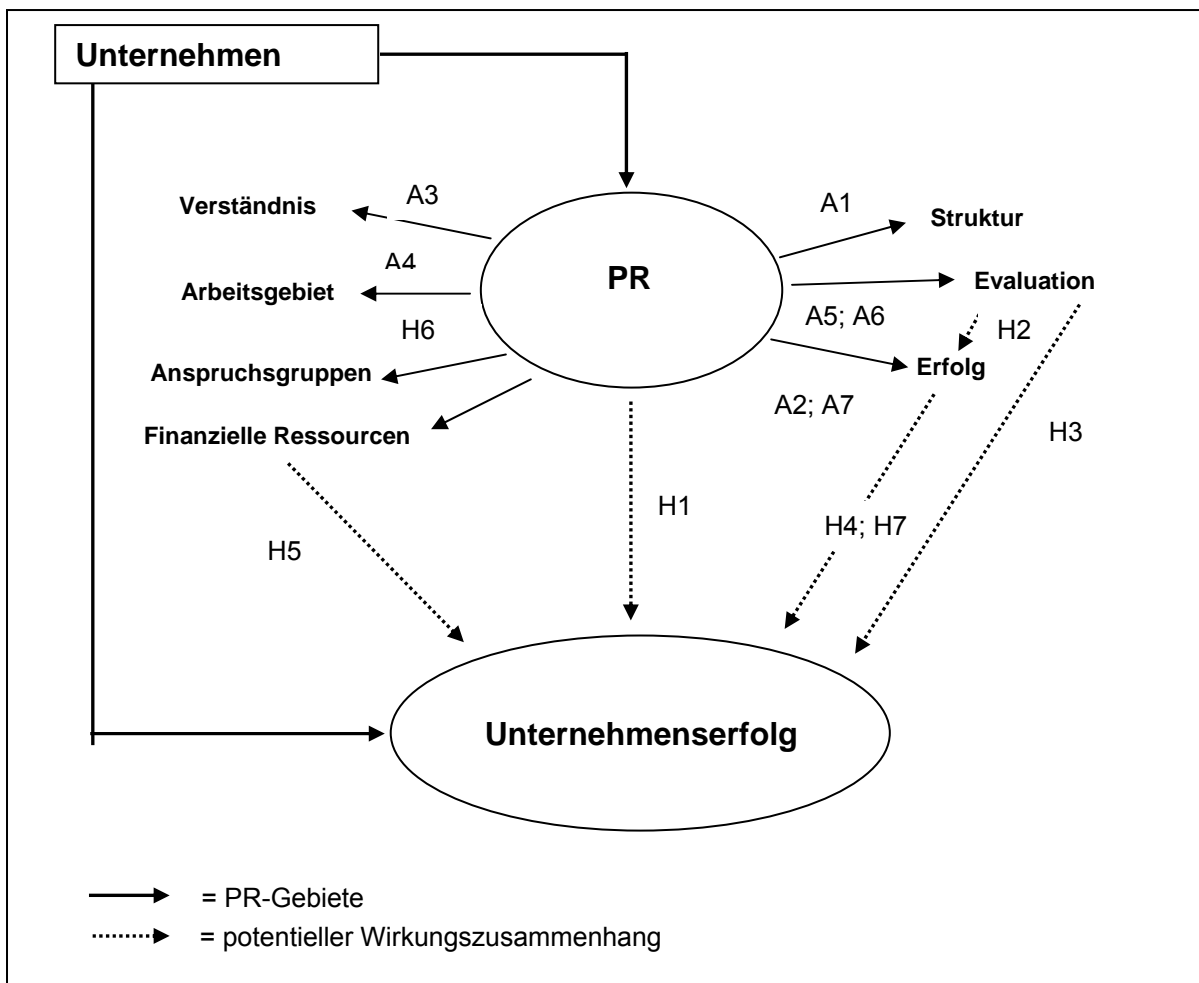 Unternehmen
Verständnis
A3
A1
Struktur
A4
PR
Arbeitsgebiet
Evaluation
H6
A5; A6
H2
Anspruchsgruppen
Erfolg
A2; A7
Finanzielle Ressourcen
H3
H1
H4; H7
H5
Unternehmenserfolg
= PR-Gebiete
= potentieller Wirkungszusammenhang